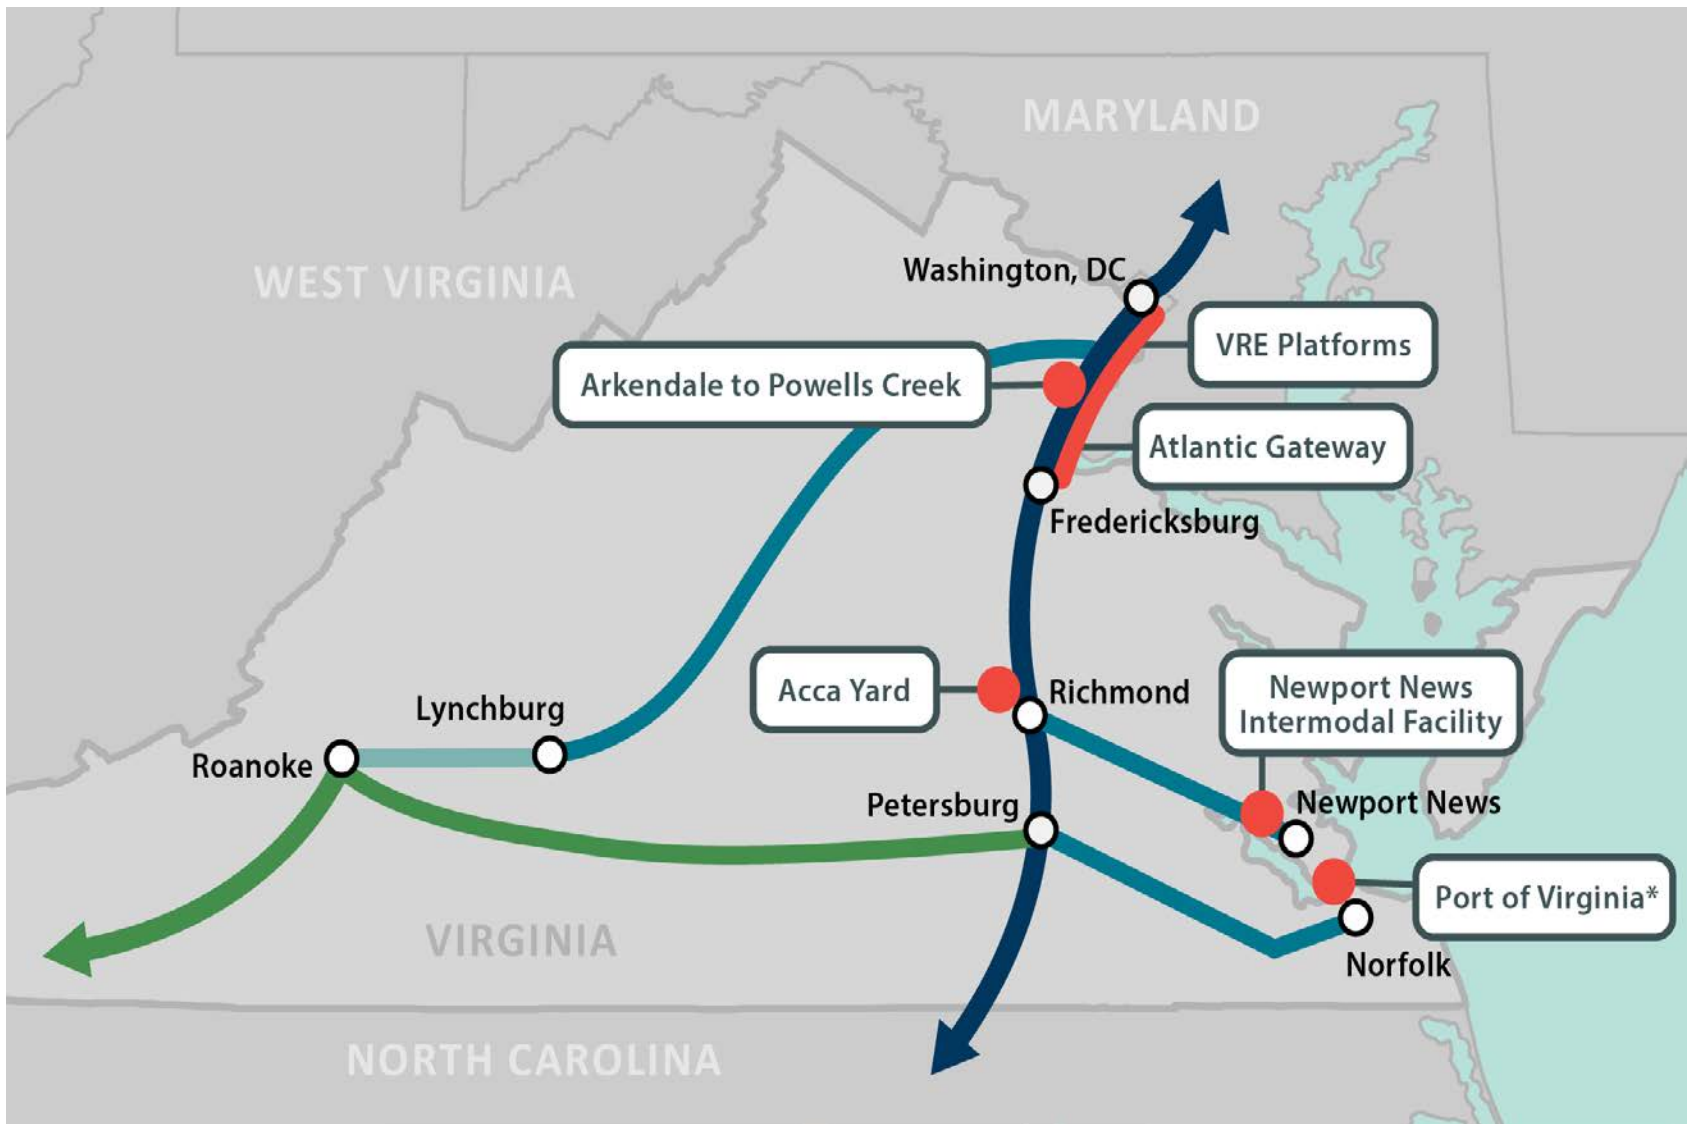 MARYLAND
WEST VIRGINIA
Washington, DC
VRE Platforms
Arkendale to Powells Creek
Atlantic Gateway
Fredericksburg
Acca Yard
Richmond
Newport News
Intermodal Facility
Lynchburg
Roanoke
Petersburg
Newport News
Port of Virginia*
VIRGINIA
Norfolk
NORTH CAROLINA